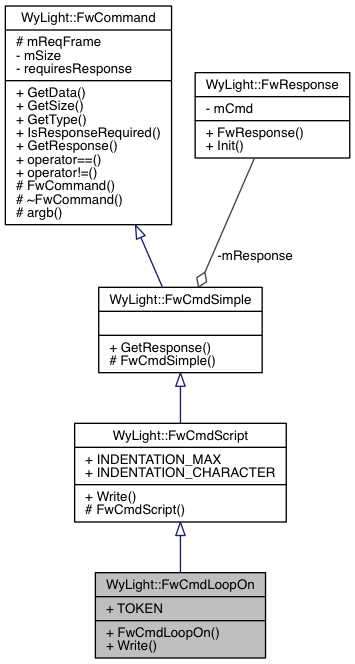 WyLight::FwCommand
# mReqFrame
- mSize
- requiresResponse
+ GetData()
+ GetSize()
+ GetType()
+ IsResponseRequired()
+ GetResponse()
+ operator==()
+ operator!=()
# FwCommand()
# ~FwCommand()
# argb()
WyLight::FwResponse
- mCmd
+ FwResponse()
+ Init()
-mResponse
WyLight::FwCmdSimple
+ GetResponse()
# FwCmdSimple()
WyLight::FwCmdScript
+ INDENTATION_MAX
+ INDENTATION_CHARACTER
+ Write()
# FwCmdScript()
WyLight::FwCmdLoopOn
+ TOKEN
+ FwCmdLoopOn()
+ Write()